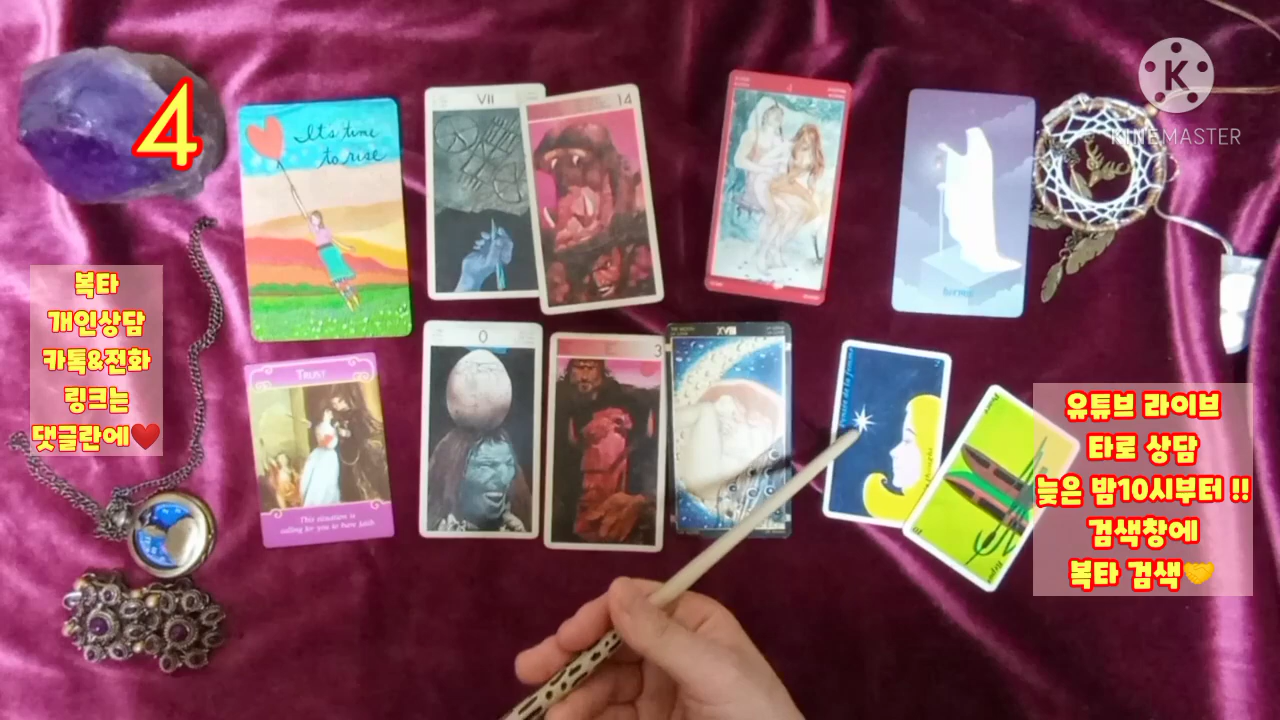 4
It's time
to rise
VII
14
4
KINEMASTER
복타
개인상담
카톡&전화
링크는
댓글란에❤️
TRUST
This situation is
calling for you to have faith
0
3
XVIII
유튜브 라이브
타로 상담
늦은 밤10시부터 !!
검색창에
복타 검색🤝